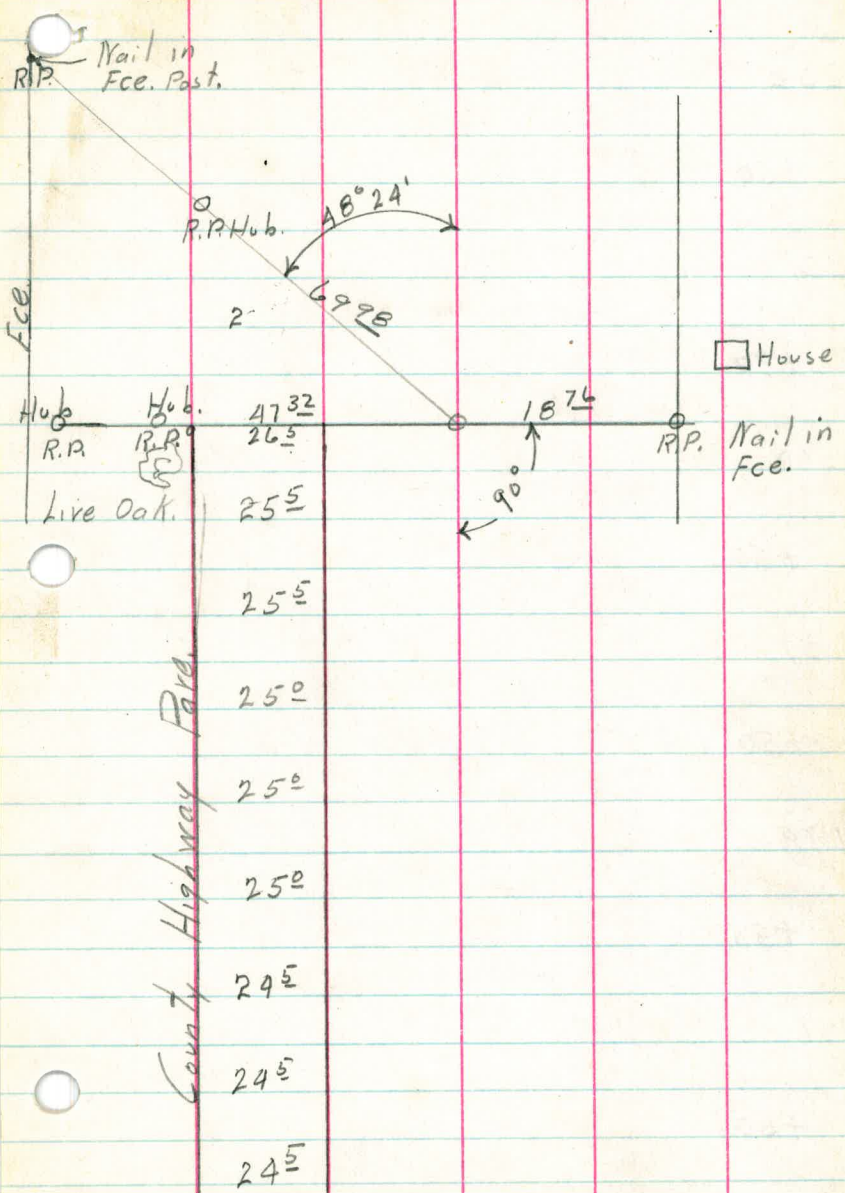 Nail in
R.P. Fce. Post.
48° 24'
R.P. Hub.
69 98
Fce.
2
House
Hub Hub. 47 32 18 76
R.P. R.P. 26 5 R.P. Nail in
Fce.
90°
Live Oak. 25 5
25 5
25 0
25 0
25 0
24 5
24 5
24 5
County Highway Pave.